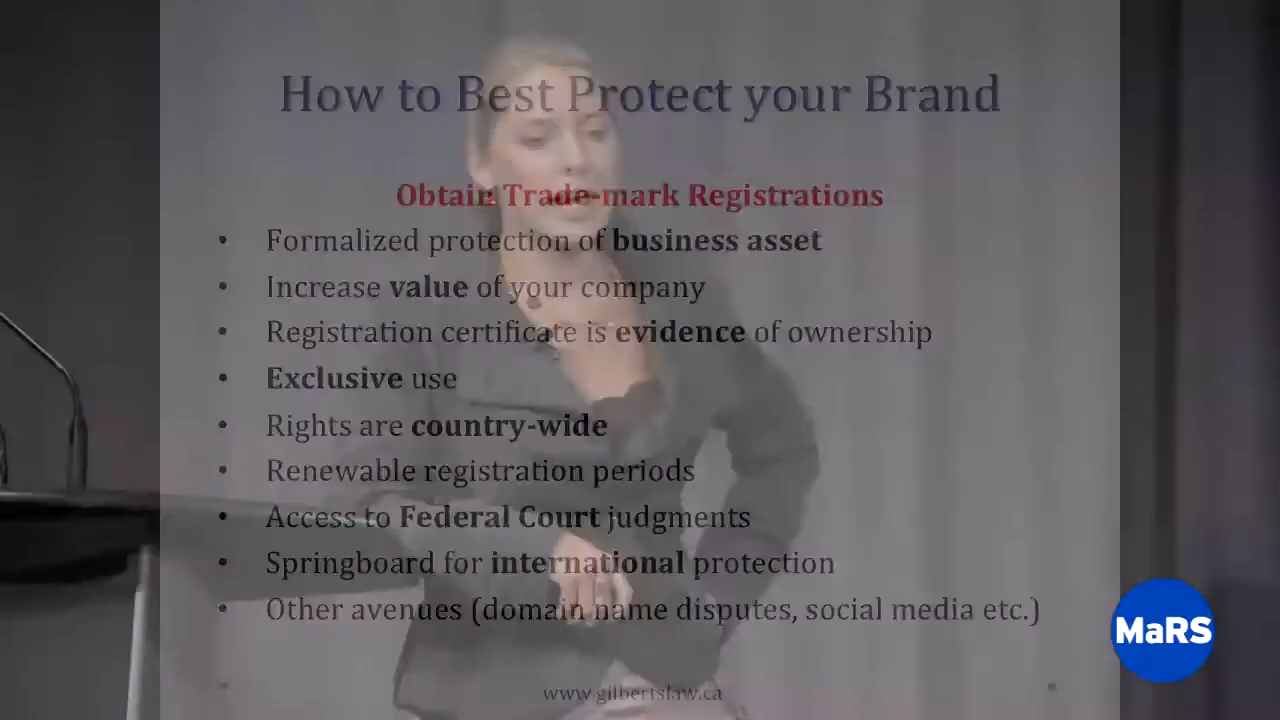 How to Best Protect your Brand
Obtain Trade-mark Registrations
• Formalized protection of business asset
• Increase value of your company
• Registration certificate is evidence of ownership
• Exclusive use
• Rights are country-wide
• Renewable registration periods
• Access to Federal Court judgments
• Springboard for international protection
• Other avenues (domain name disputes, social media etc.)
MaRS
www.gilbertslaw.ca